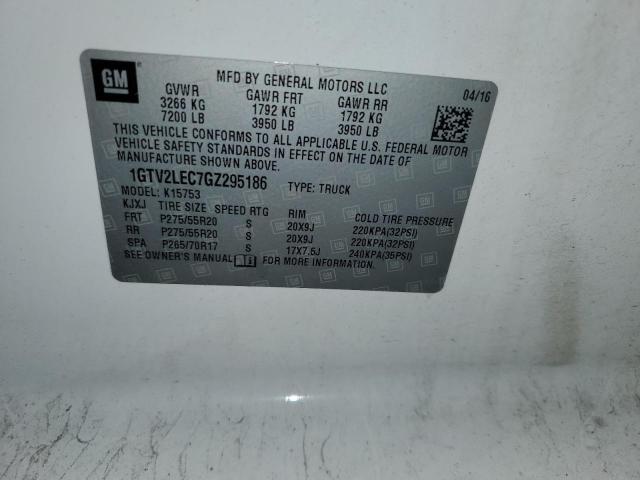 GM
MFD BY GENERAL MOTORS LLC
04/16
GVWR GAWR FRT GAWR RR
3266 KG 1792 KG 1792 KG
7200 LB 3950 LB 3950 LB
THIS VEHICLE CONFORMS TO ALL APPLICABLE U.S. FEDERAL MOTOR
VEHICLE SAFETY STANDARDS IN EFFECT ON THE DATE OF
MANUFACTURE SHOWN ABOVE.
1GTV2LEC7GZ295186 TYPE: TRUCK
MODEL: K15753
KJXJ TIRE SIZE SPEED RTG RIM COLD TIRE PRESSURE
FRT P275/55R20 S 20X9J 220KPA(32PSI)
RR P275/55R20 S 20X9J 220KPA(32PSI)
SPA P265/70R17 S 17X7.5J 240KPA(35PSI)
SEE OWNER'S MANUAL FOR MORE INFORMATION.